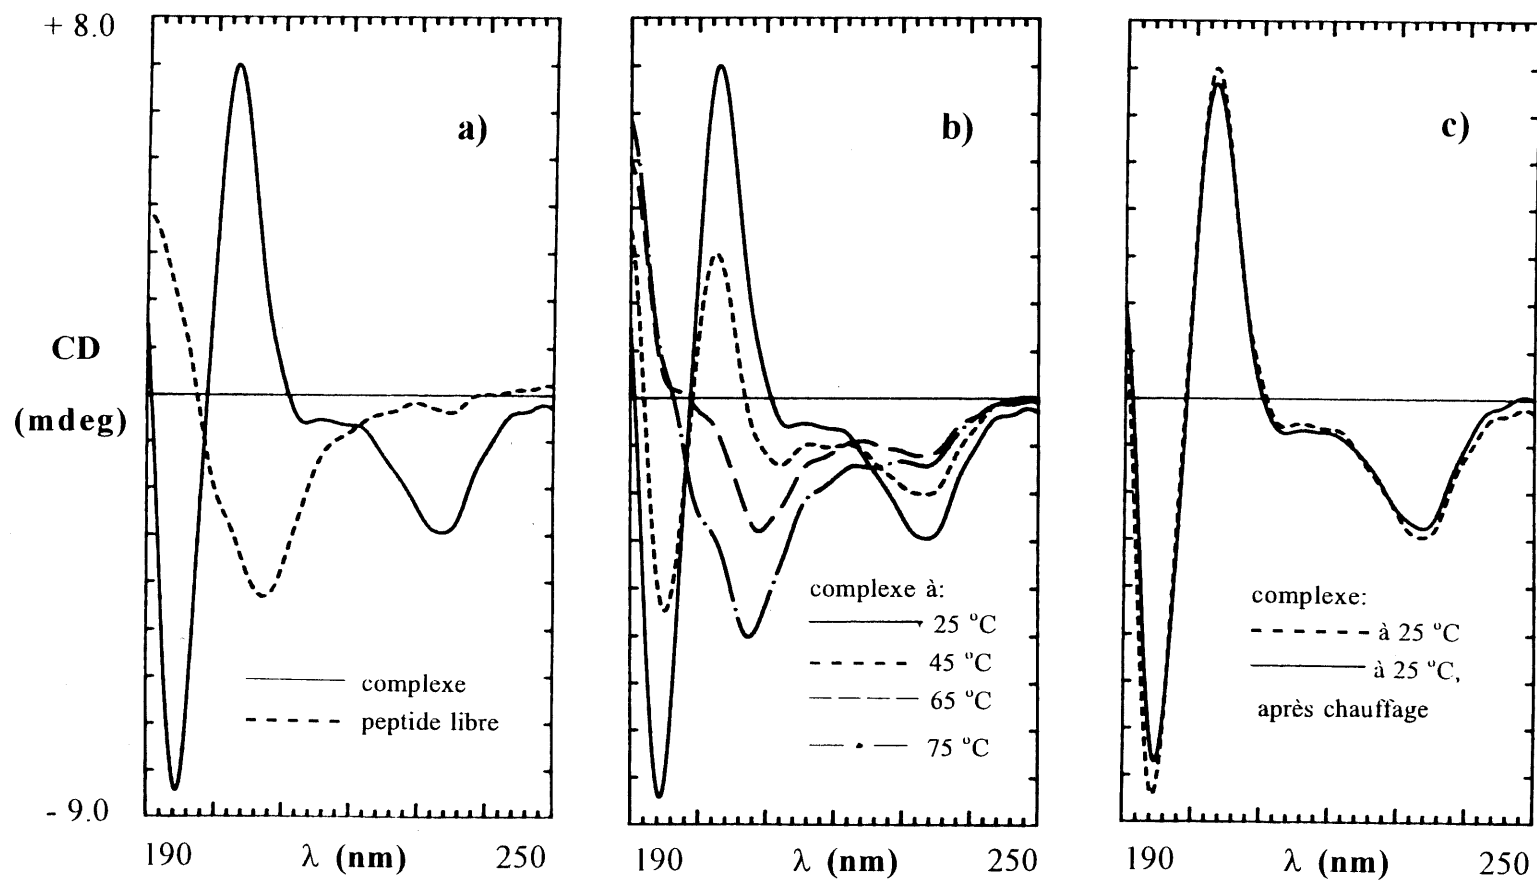 + 8.0
CD
(mdeg)
- 9.0
a)
complexe
peptide libre
190 λ (nm) 250
b)
complexe à:
25 °C
45 °C
65 °C
75 °C
190 λ (nm) 250
c)
complexe:
à 25 °C
à 25 °C,
après chauffage
190 λ (nm) 250